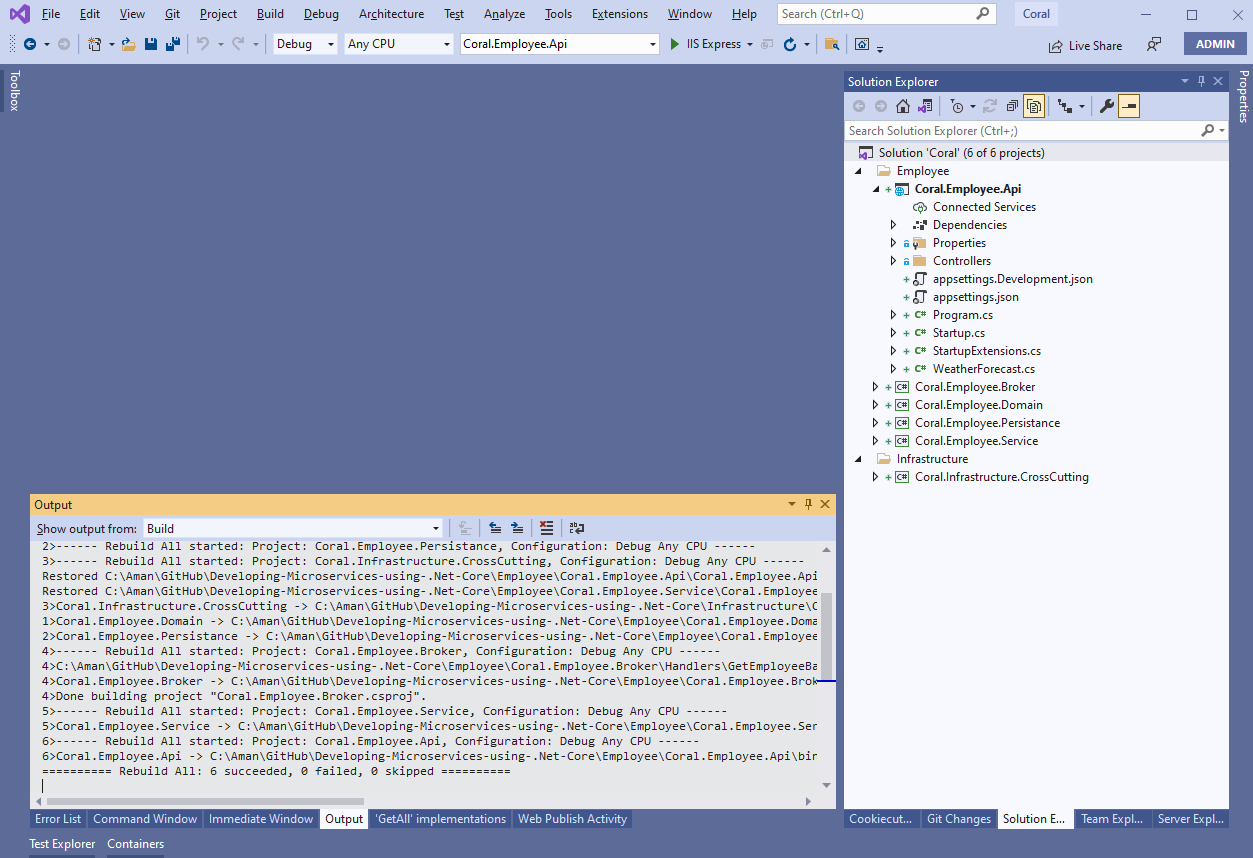 File Edit View Git Project Build Debug Architecture Test Analyze Tools Extensions Window Help Search (Ctrl+Q) Coral
Debug Any CPU Coral.Employee.Api IIS Express Live Share ADMIN
Toolbox
Solution Explorer
Properties
Search Solution Explorer (Ctrl+;)
Solution 'Coral' (6 of 6 projects)
Employee
Coral.Employee.Api
Connected Services
Dependencies
Properties
Controllers
appsettings.Development.json
appsettings.json
C# Program.cs
C# Startup.cs
C# StartupExtensions.cs
C# WeatherForecast.cs
C# Coral.Employee.Broker
C# Coral.Employee.Domain
C# Coral.Employee.Persistance
C# Coral.Employee.Service
Infrastructure
C# Coral.Infrastructure.CrossCutting
Output
Show output from: Build
2>------ Rebuild All started: Project: Coral.Employee.Persistance, Configuration: Debug Any CPU ------
3>------ Rebuild All started: Project: Coral.Infrastructure.CrossCutting, Configuration: Debug Any CPU ------
Restored C:\Aman\GitHub\Developing-Microservices-using-.Net-Core\Employee\Coral.Employee.Api\Coral.Employee.Api
Restored C:\Aman\GitHub\Developing-Microservices-using-.Net-Core\Employee\Coral.Employee.Service\Coral.Employee
3>Coral.Infrastructure.CrossCutting -> C:\Aman\GitHub\Developing-Microservices-using-.Net-Core\Infrastructure\C
1>Coral.Employee.Domain -> C:\Aman\GitHub\Developing-Microservices-using-.Net-Core\Employee\Coral.Employee.Doma
2>Coral.Employee.Persistance -> C:\Aman\GitHub\Developing-Microservices-using-.Net-Core\Employee\Coral.Employee
4>------ Rebuild All started: Project: Coral.Employee.Broker, Configuration: Debug Any CPU ------
4>C:\Aman\GitHub\Developing-Microservices-using-.Net-Core\Employee\Coral.Employee.Broker\Handlers\GetEmployeeBa
4>Coral.Employee.Broker -> C:\Aman\GitHub\Developing-Microservices-using-.Net-Core\Employee\Coral.Employee.Brok
4>Done building project "Coral.Employee.Broker.csproj".
5>------ Rebuild All started: Project: Coral.Employee.Service, Configuration: Debug Any CPU ------
5>Coral.Employee.Service -> C:\Aman\GitHub\Developing-Microservices-using-.Net-Core\Employee\Coral.Employee.Ser
6>------ Rebuild All started: Project: Coral.Employee.Api, Configuration: Debug Any CPU ------
6>Coral.Employee.Api -> C:\Aman\GitHub\Developing-Microservices-using-.Net-Core\Employee\Coral.Employee.Api\bin
========== Rebuild All: 6 succeeded, 0 failed, 0 skipped ==========
Error List Command Window Immediate Window Output 'GetAll' implementations Web Publish Activity
Cookiecut... Git Changes Solution E... Team Expl... Server Expl...
Test Explorer Containers